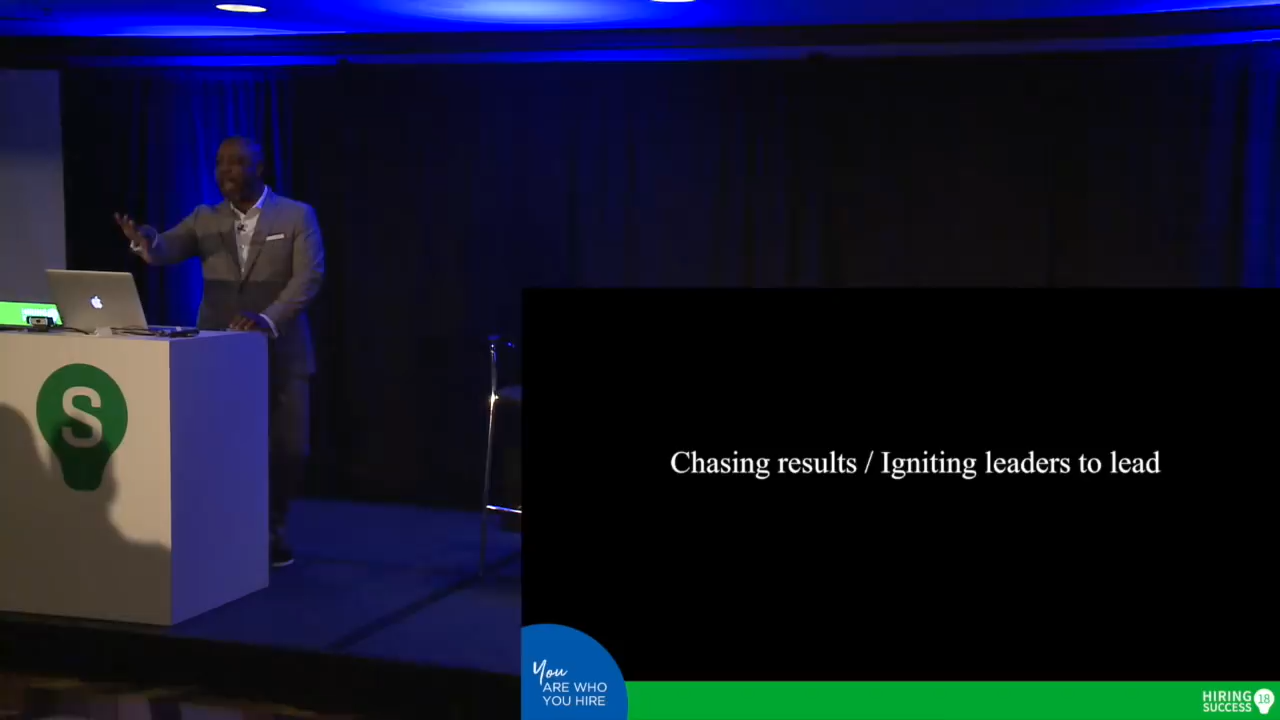 S
Chasing results / Igniting leaders to lead
You
ARE WHO
YOU HIRE
HIRING
SUCCESS
18